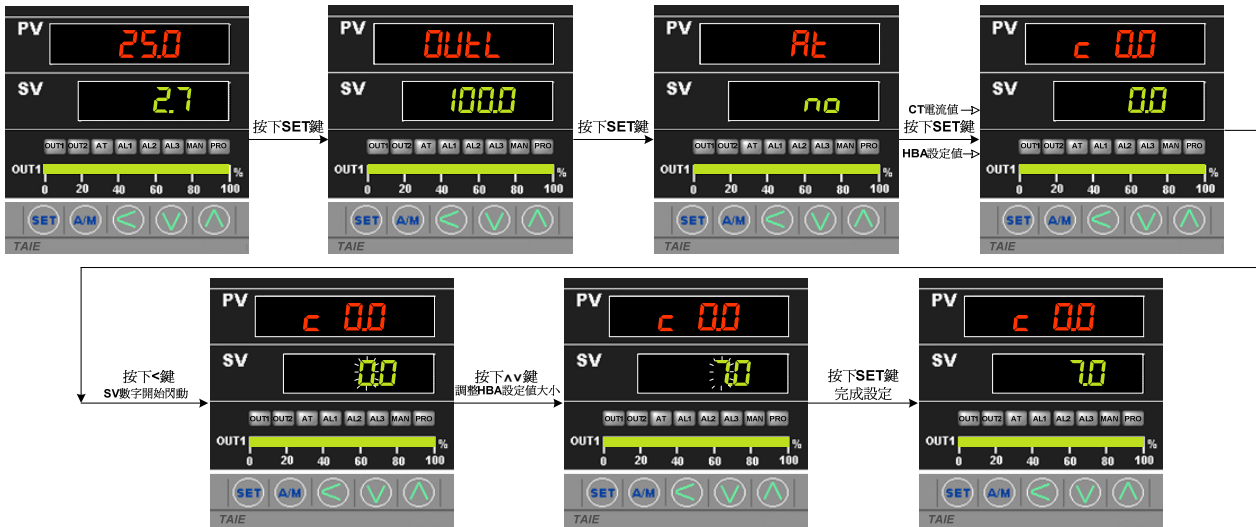 PV 25.0
SV 2.7
OUT1 OUT2 AT AL1 AL2 AL3 MAN PRO
OUT1 %
0 20 40 60 80 100
SET A/M < ∨ ∧
TAIE
按下SET鍵
PV OUtL
SV 100.0
OUT1 OUT2 AT AL1 AL2 AL3 MAN PRO
OUT1 %
0 20 40 60 80 100
SET A/M < ∨ ∧
TAIE
按下SET鍵
PV At
SV no
OUT1 OUT2 AT AL1 AL2 AL3 MAN PRO
OUT1 %
0 20 40 60 80 100
SET A/M < ∨ ∧
TAIE
CT電流值
按下SET鍵
HBA設定值
PV c 0.0
SV 0.0
OUT1 OUT2 AT AL1 AL2 AL3 MAN PRO
OUT1 %
0 20 40 60 80 100
SET A/M < ∨ ∧
TAIE
按下<鍵
SV數字開始閃動
PV c 0.0
SV 0.0
OUT1 OUT2 AT AL1 AL2 AL3 MAN PRO
OUT1 %
0 20 40 60 80 100
SET A/M < ∨ ∧
TAIE
按下∧∨鍵
調整HBA設定值大小
PV c 0.0
SV 7.0
OUT1 OUT2 AT AL1 AL2 AL3 MAN PRO
OUT1 %
0 20 40 60 80 100
SET A/M < ∨ ∧
TAIE
按下SET鍵
完成設定
PV c 0.0
SV 7.0
OUT1 OUT2 AT AL1 AL2 AL3 MAN PRO
OUT1 %
0 20 40 60 80 100
SET A/M < ∨ ∧
TAIE